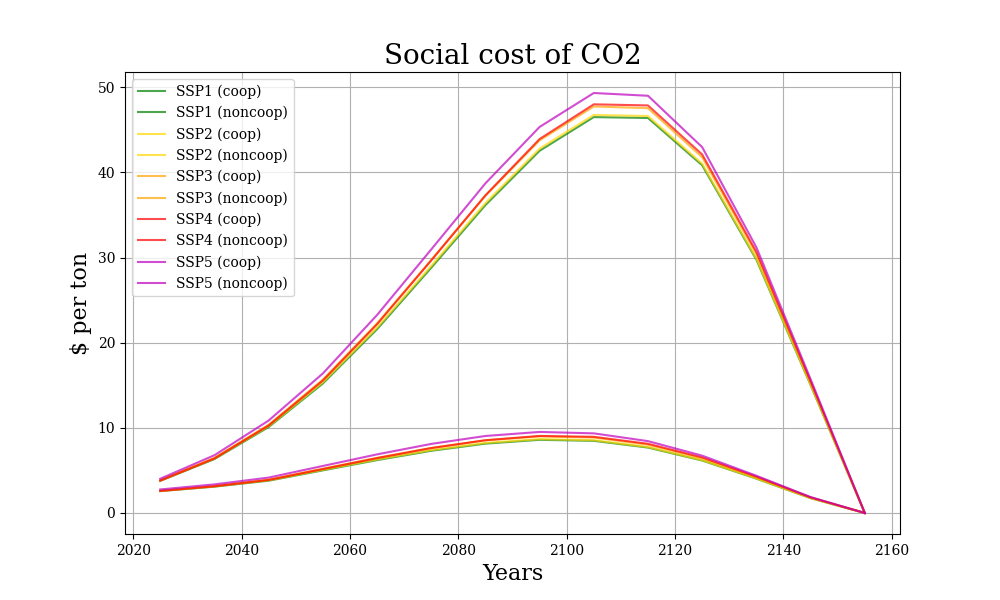 Social cost of CO2
50
40
30
20
10
0
$ per ton
SSP1 (coop)
SSP1 (noncoop)
SSP2 (coop)
SSP2 (noncoop)
SSP3 (coop)
SSP3 (noncoop)
SSP4 (coop)
SSP4 (noncoop)
SSP5 (coop)
SSP5 (noncoop)
2020 2040 2060 2080 2100 2120 2140 2160
Years